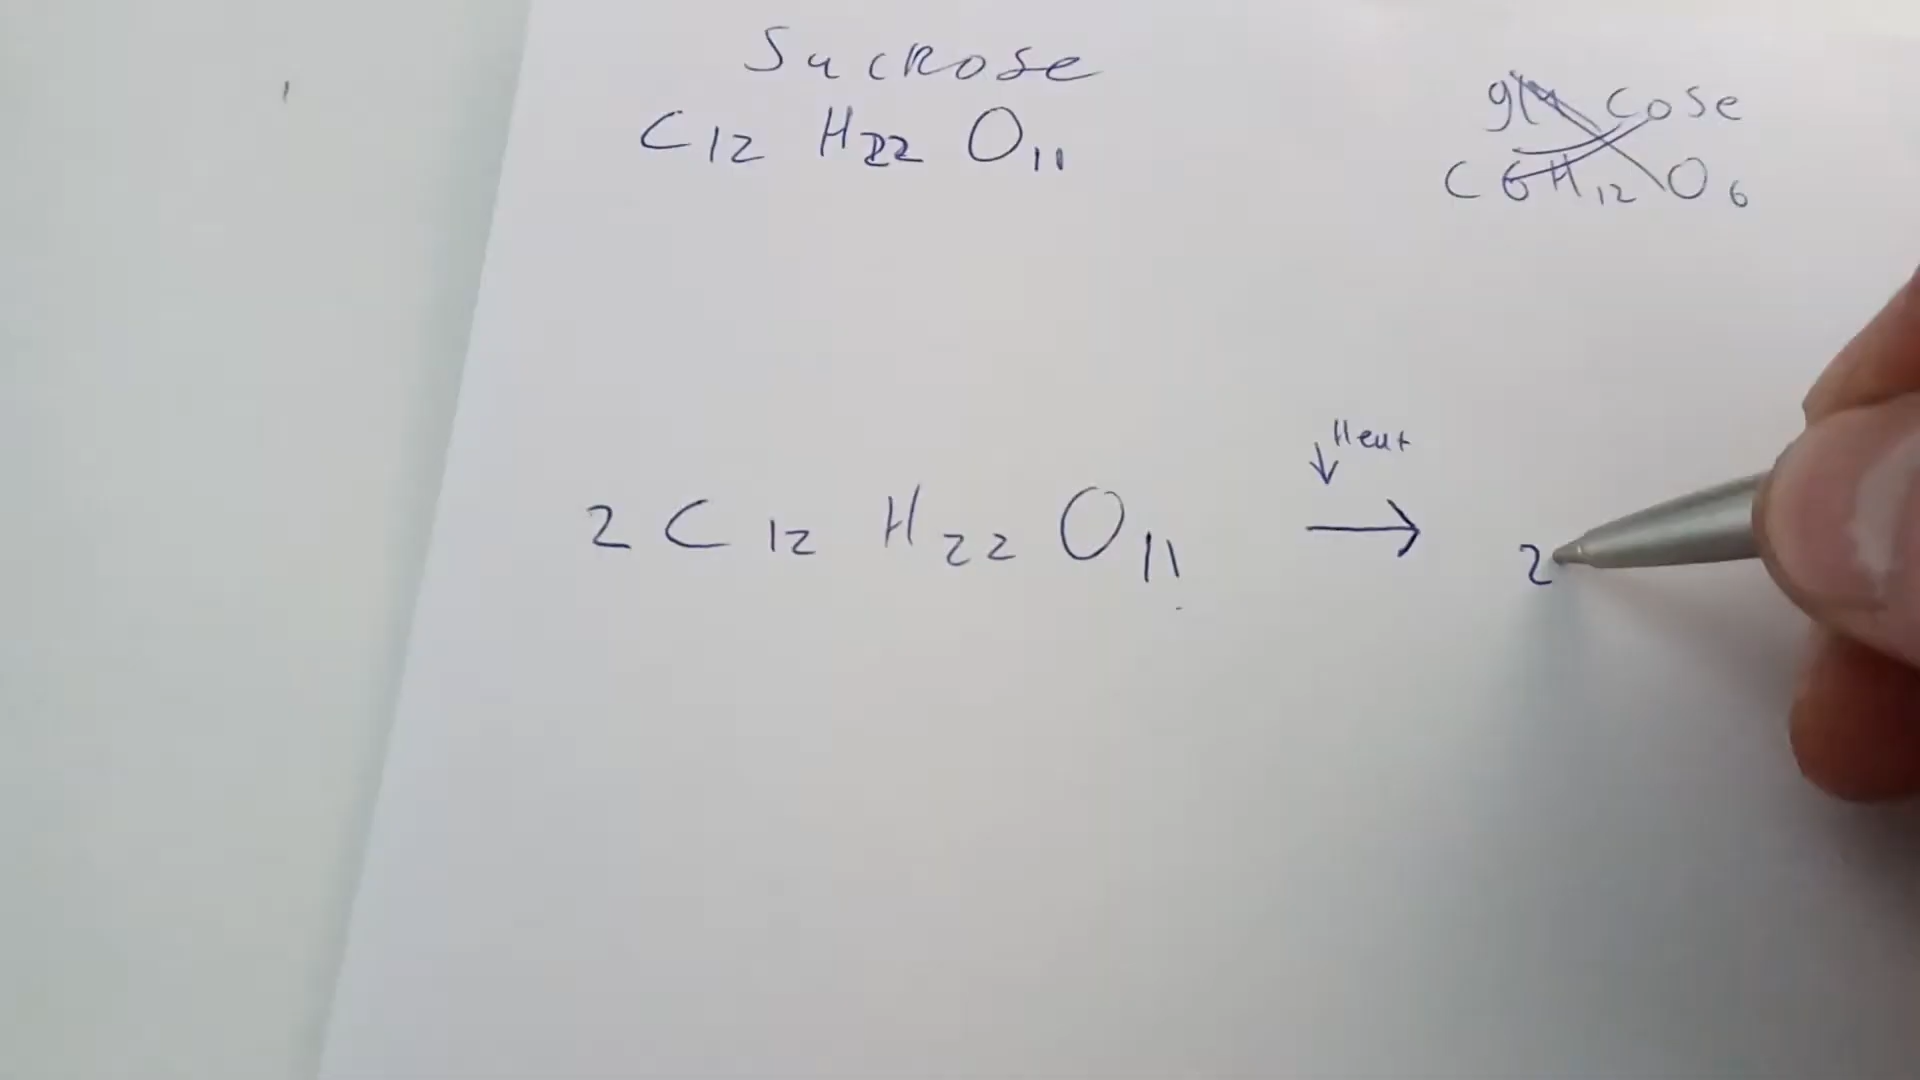 Sucrose
C12 H22 O11
glucose
C6H12O6
Heat
2 C12 H22 O11 → 2